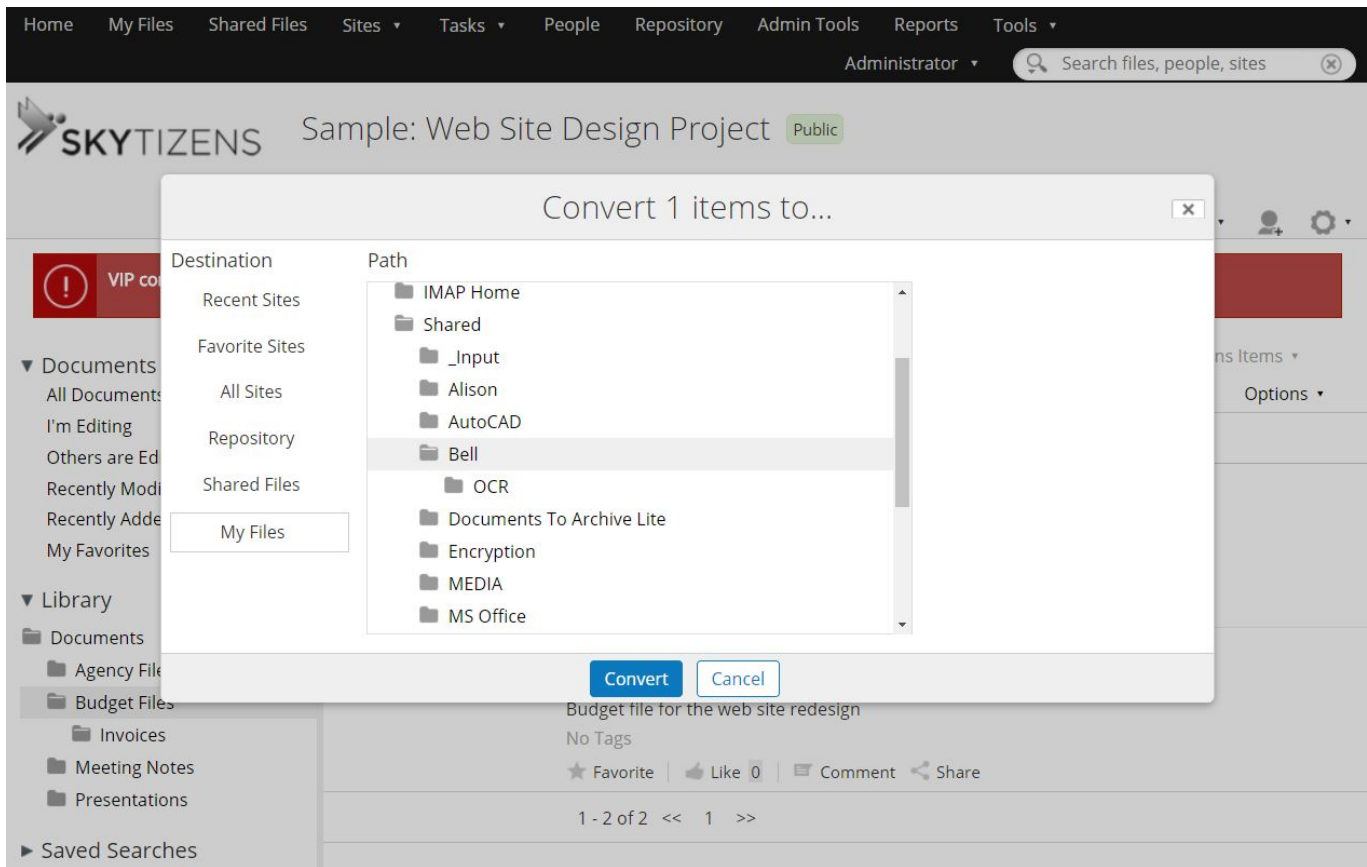 Home My Files Shared Files Sites Tasks People Repository Admin Tools Reports Tools
Administrator Search files, people, sites
SKYTIZENS Sample: Web Site Design Project Public
Convert 1 items to...
VIP
Destination
Recent Sites
Favorite Sites
All Sites
Repository
Shared Files
My Files
Path
IMAP Home
Shared
_Input
Alison
AutoCAD
Bell
OCR
Documents To Archive Lite
Encryption
MEDIA
MS Office
Convert Cancel
Items
Options
Documents
All Documents
I'm Editing
Others are Ed
Recently Modi
Recently Adde
My Favorites
Library
Documents
Agency File
Budget Files
Invoices
Meeting Notes
Presentations
Saved Searches
Budget file for the web site redesign
No Tags
Favorite Like 0 Comment Share
1 - 2 of 2 << 1 >>